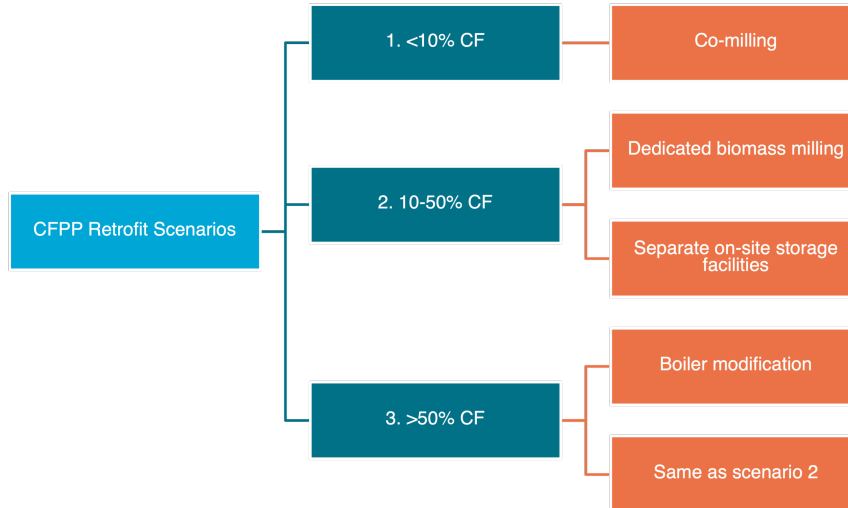 CFPP Retrofit Scenarios
1. <10% CF
Co-milling
2. 10-50% CF
Dedicated biomass milling
Separate on-site storage
facilities
3. >50% CF
Boiler modification
Same as scenario 2